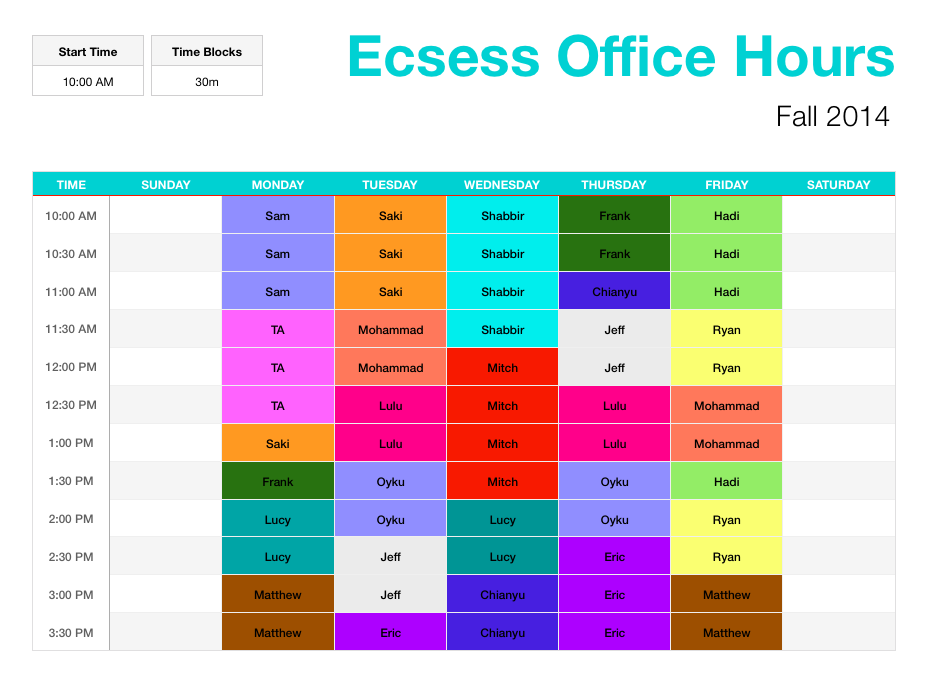 Ecsess Office Hours
Fall 2014
Start Time Time Blocks
10:00 AM 30m
TIME SUNDAY MONDAY TUESDAY WEDNESDAY THURSDAY FRIDAY SATURDAY
10:00 AM Sam Saki Shabbir Frank Hadi
10:30 AM Sam Saki Shabbir Frank Hadi
11:00 AM Sam Saki Shabbir Chianyu Hadi
11:30 AM TA Mohammad Shabbir Jeff Ryan
12:00 PM TA Mohammad Mitch Jeff Ryan
12:30 PM TA Lulu Mitch Lulu Mohammad
1:00 PM Saki Lulu Mitch Lulu Mohammad
1:30 PM Frank Oyku Mitch Oyku Hadi
2:00 PM Lucy Oyku Lucy Oyku Ryan
2:30 PM Lucy Jeff Lucy Eric Ryan
3:00 PM Matthew Jeff Chianyu Eric Matthew
3:30 PM Matthew Eric Chianyu Eric Matthew